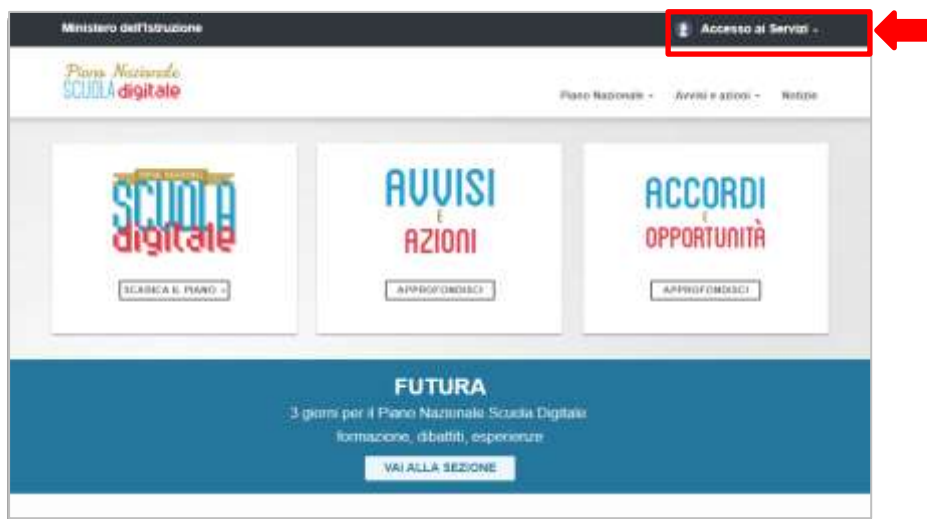 Ministero dell'Istruzione
Accesso ai Servizi
Piano Nazionale
SCUOLA digitale
Piano Nazionale
Avvisi e azioni
Notizie
PIANO NAZIONALE
SCUOLA
digitale
SCARICA IL PIANO
AVVISI
E
AZIONI
APPROFONDISCI
ACCORDI
E
OPPORTUNITÀ
APPROFONDISCI
FUTURA
3 giorni per il Piano Nazionale Scuola Digitale
formazione, dibattiti, esperienze
VAI ALLA SEZIONE